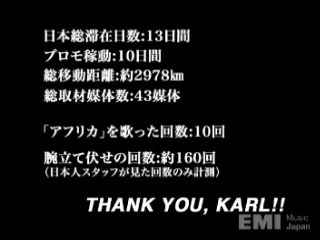 日本総滞在日数:13日間
プロモ稼動:10日間
総移動距離:約2978㎞
総取材媒体数:43媒体
「アフリカ」を歌った回数:10回
腕立て伏せの回数:約160回
（日本人スタッフが見た回数のみ計測）
THANK YOU, KARL!!
EMI Music Japan